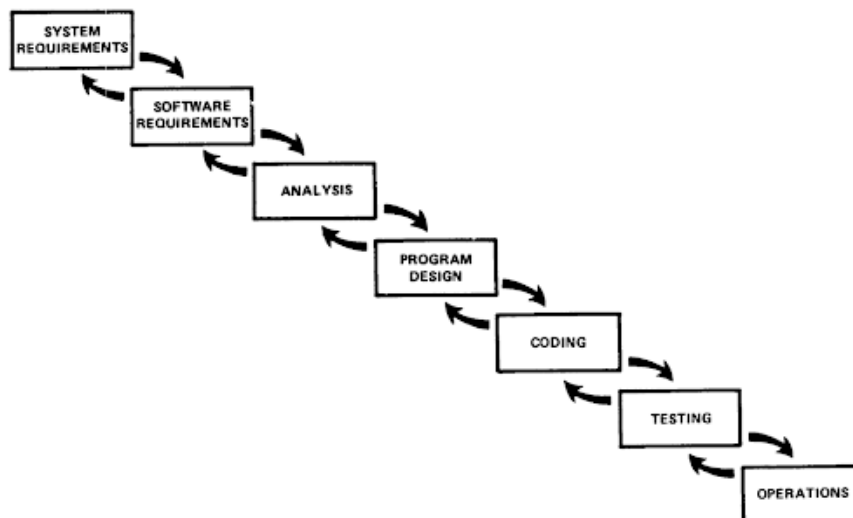 SYSTEM
REQUIREMENTS
SOFTWARE
REQUIREMENTS
ANALYSIS
PROGRAM
DESIGN
CODING
TESTING
OPERATIONS